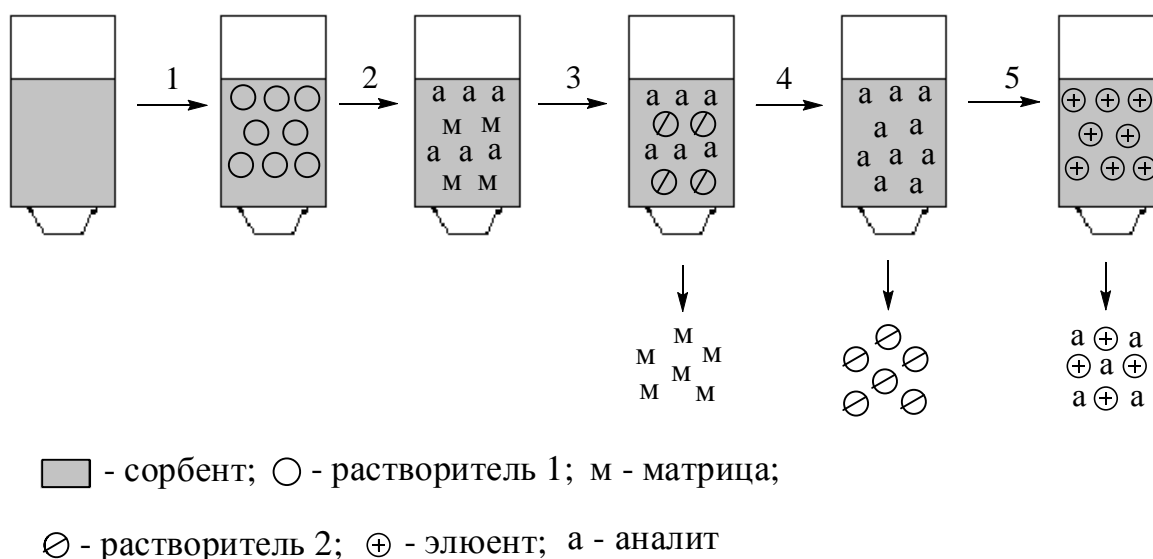 1 2 3 4 5
а а а а а а а а а
м м а а
а а а а а а а а а а
м м а а
м
м м а а
м а
м м а а
- сорбент; - растворитель 1; м - матрица;
- растворитель 2; - элюент; а - аналит